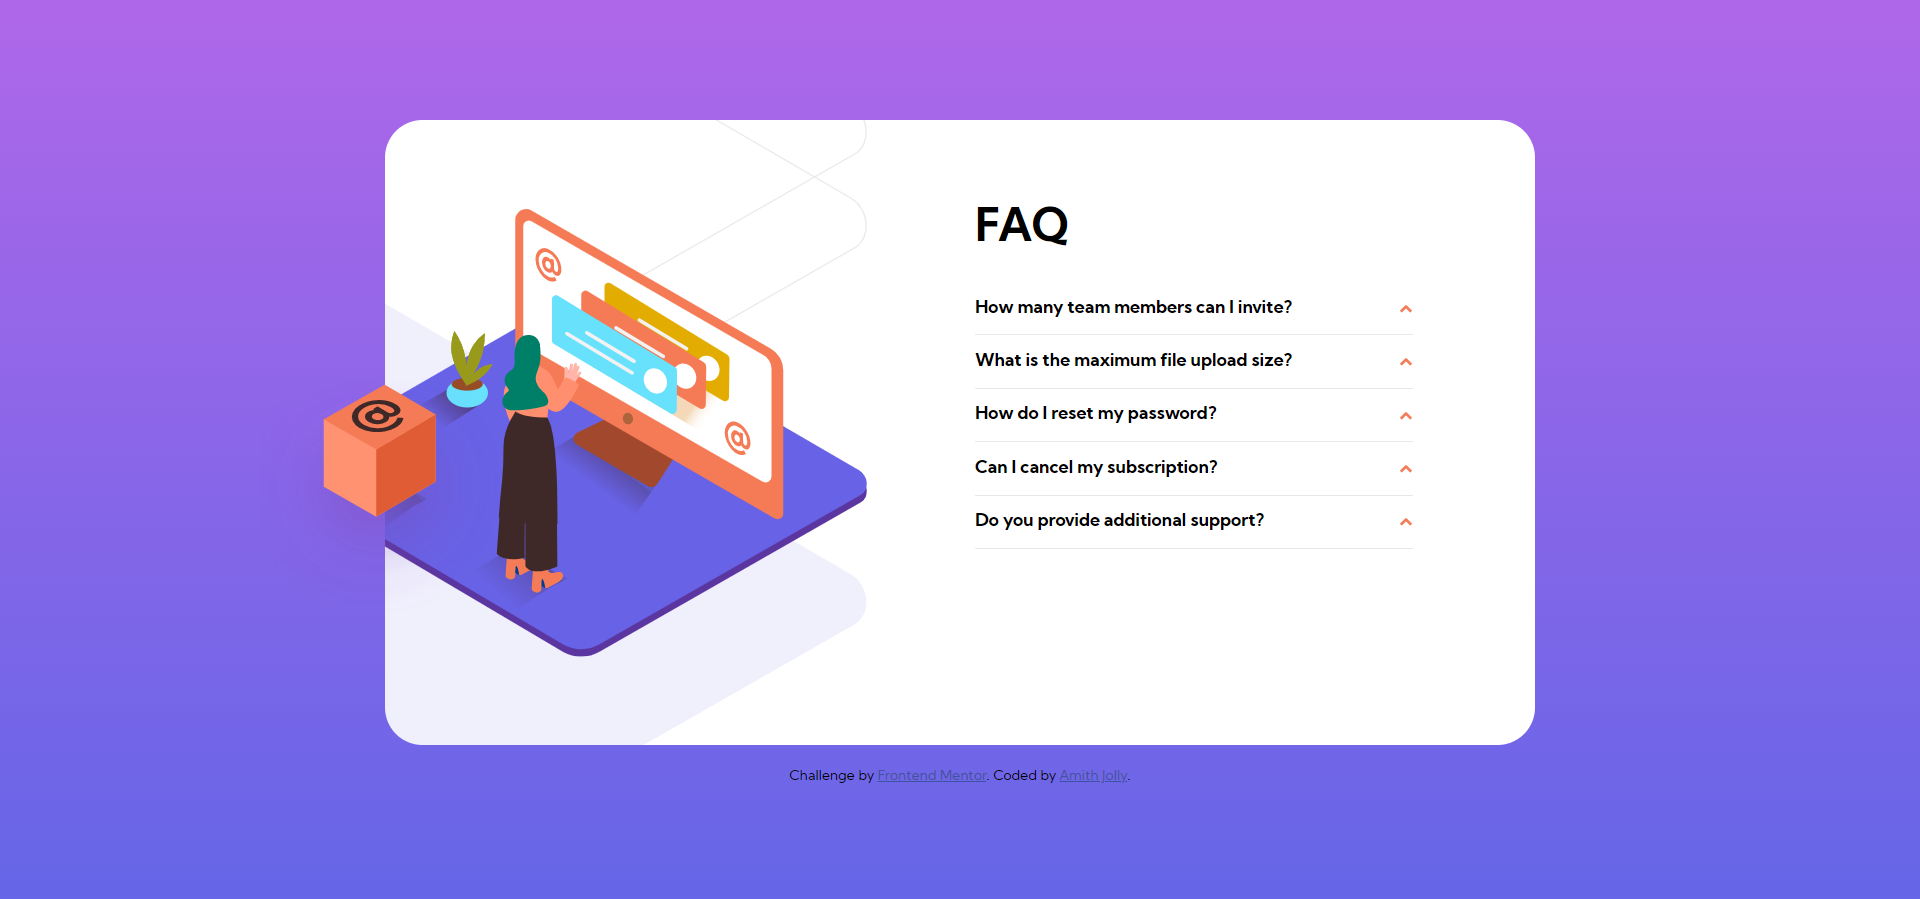 FAQ
How many team members can I invite?
What is the maximum file upload size?
How do I reset my password?
Can I cancel my subscription?
Do you provide additional support?
@
@
@
Challenge by Frontend Mentor. Coded by Amith Jolly.